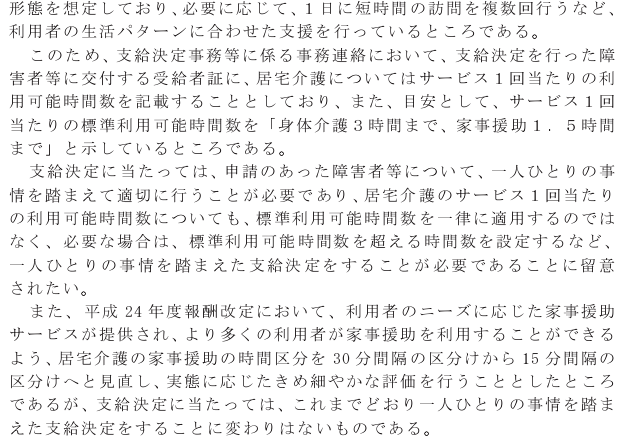 形態を想定しており、必要に応じて、１日に短時間の訪問を複数回行うなど、
利用者の生活パターンに合わせた支援を行っているところである。
　このため、支給決定事務等に係る事務連絡において、支給決定を行った障
害者等に交付する受給者証に、居宅介護についてはサービス１回当たりの利
用可能時間数を記載することとしており、また、目安として、サービス１回
当たりの標準利用可能時間数を「身体介護３時間まで、家事援助１．５時間
まで」と示しているところである。
　支給決定に当たっては、申請のあった障害者等について、一人ひとりの事
情を踏まえて適切に行うことが必要であり、居宅介護のサービス１回当たり
の利用可能時間数についても、標準利用可能時間数を一律に適用するのでは
なく、必要な場合は、標準利用可能時間数を超える時間数を設定するなど、
一人ひとりの事情を踏まえた支給決定をすることが必要であることに留意
されたい。
　また、平成 24 年度報酬改定において、利用者のニーズに応じた家事援助
サービスが提供され、より多くの利用者が家事援助を利用することができる
よう、居宅介護の家事援助の時間区分を 30 分間隔の区分けから 15 分間隔の
区分けへと見直し、実態に応じたきめ細やかな評価を行うこととしたところ
であるが、支給決定に当たっては、これまでどおり一人ひとりの事情を踏ま
えた支給決定をすることに変わりはないものである。